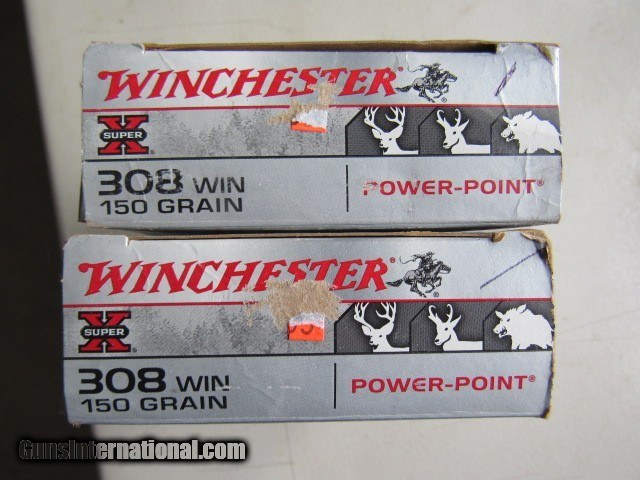 WINCHESTER®
X
SUPER
®
308 WIN
150 GRAIN
POWER-POINT®
WINCHESTER®
X
SUPER
®
308 WIN
150 GRAIN
POWER-POINT®
GunsInternational.com